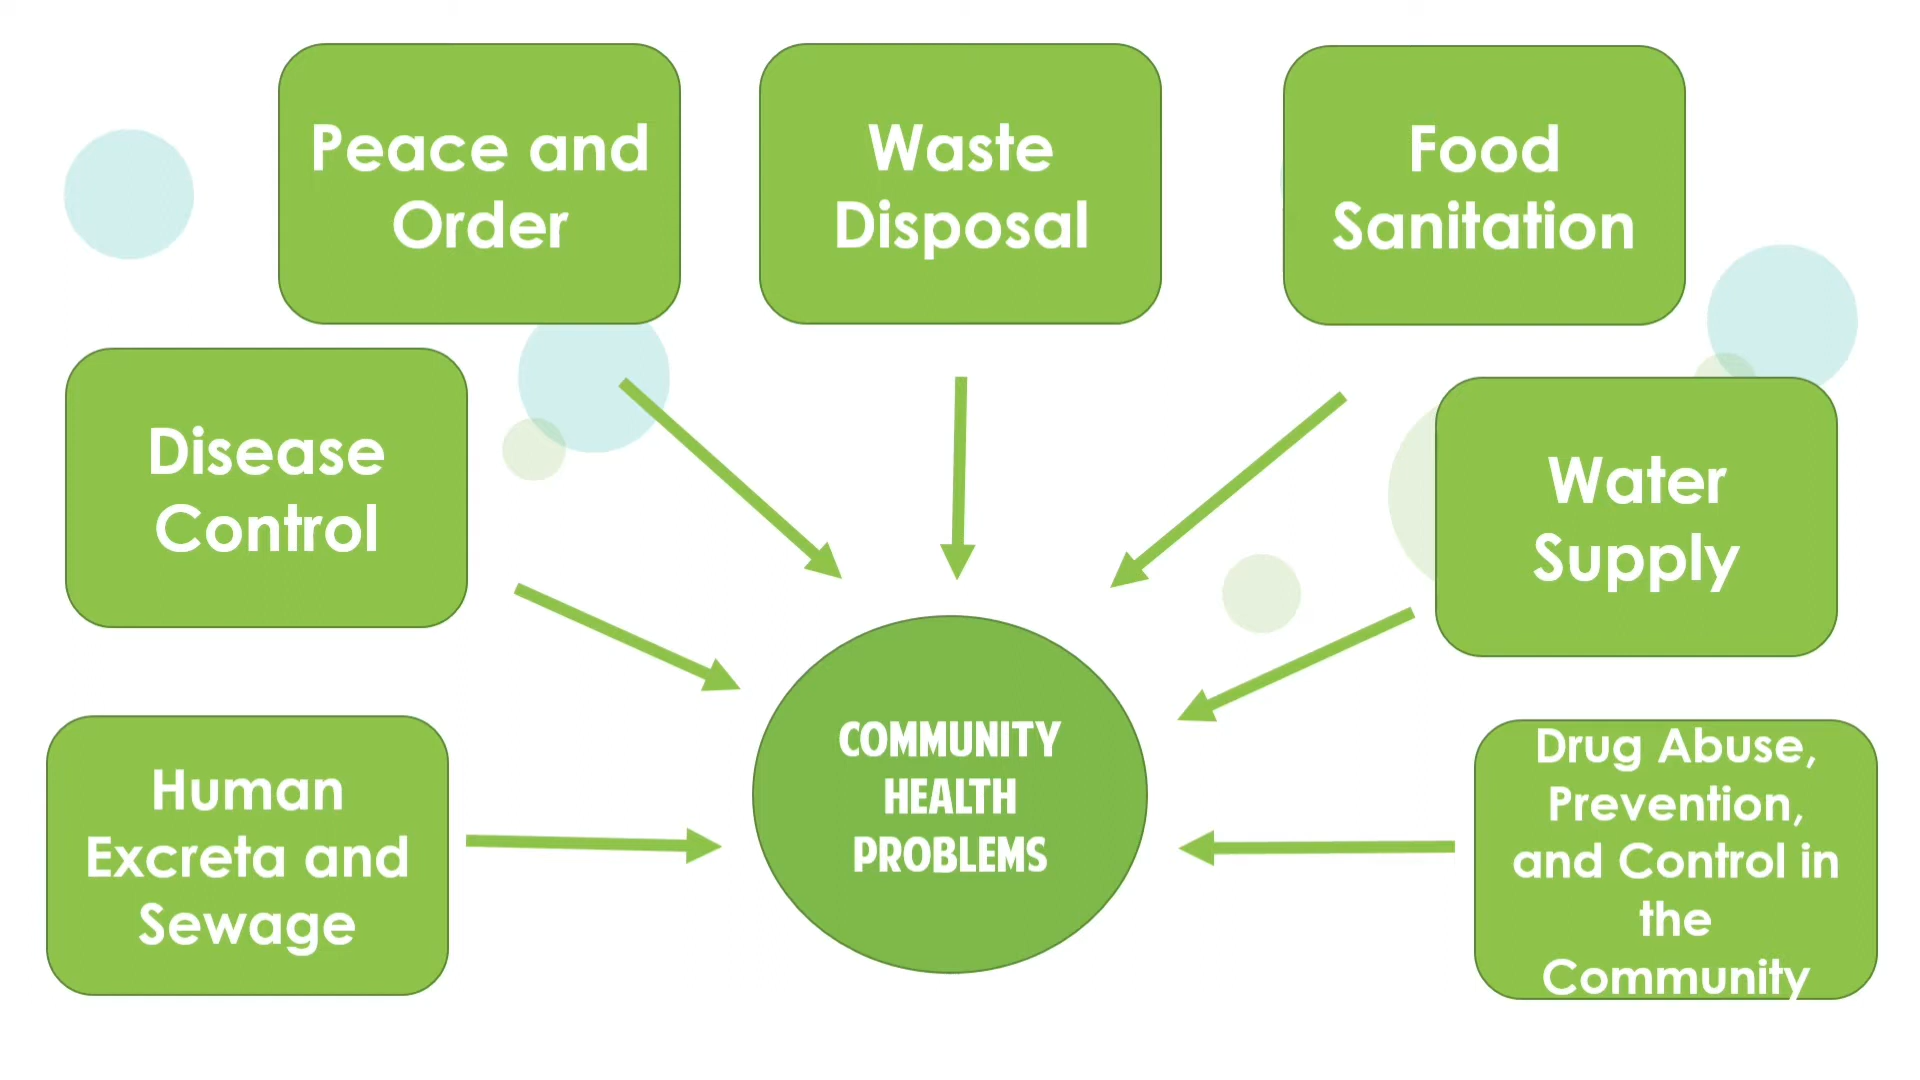 Peace and
Order
Waste
Disposal
Food
Sanitation
Disease
Control
Water
Supply
Human
Excreta and
Sewage
COMMUNITY
HEALTH
PROBLEMS
Drug Abuse,
Prevention,
and Control in
the
Community